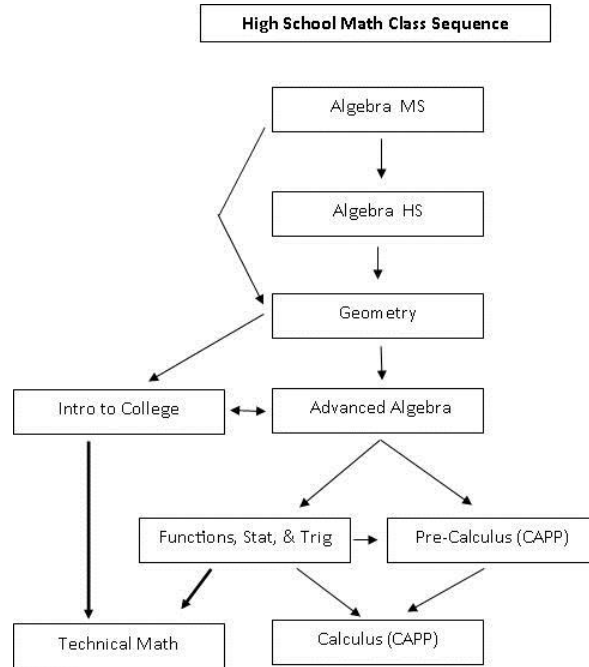 High School Math Class Sequence
Algebra MS
Algebra HS
Geometry
Intro to College
Advanced Algebra
Functions, Stat, & Trig
Pre-Calculus (CAPP)
Technical Math
Calculus (CAPP)